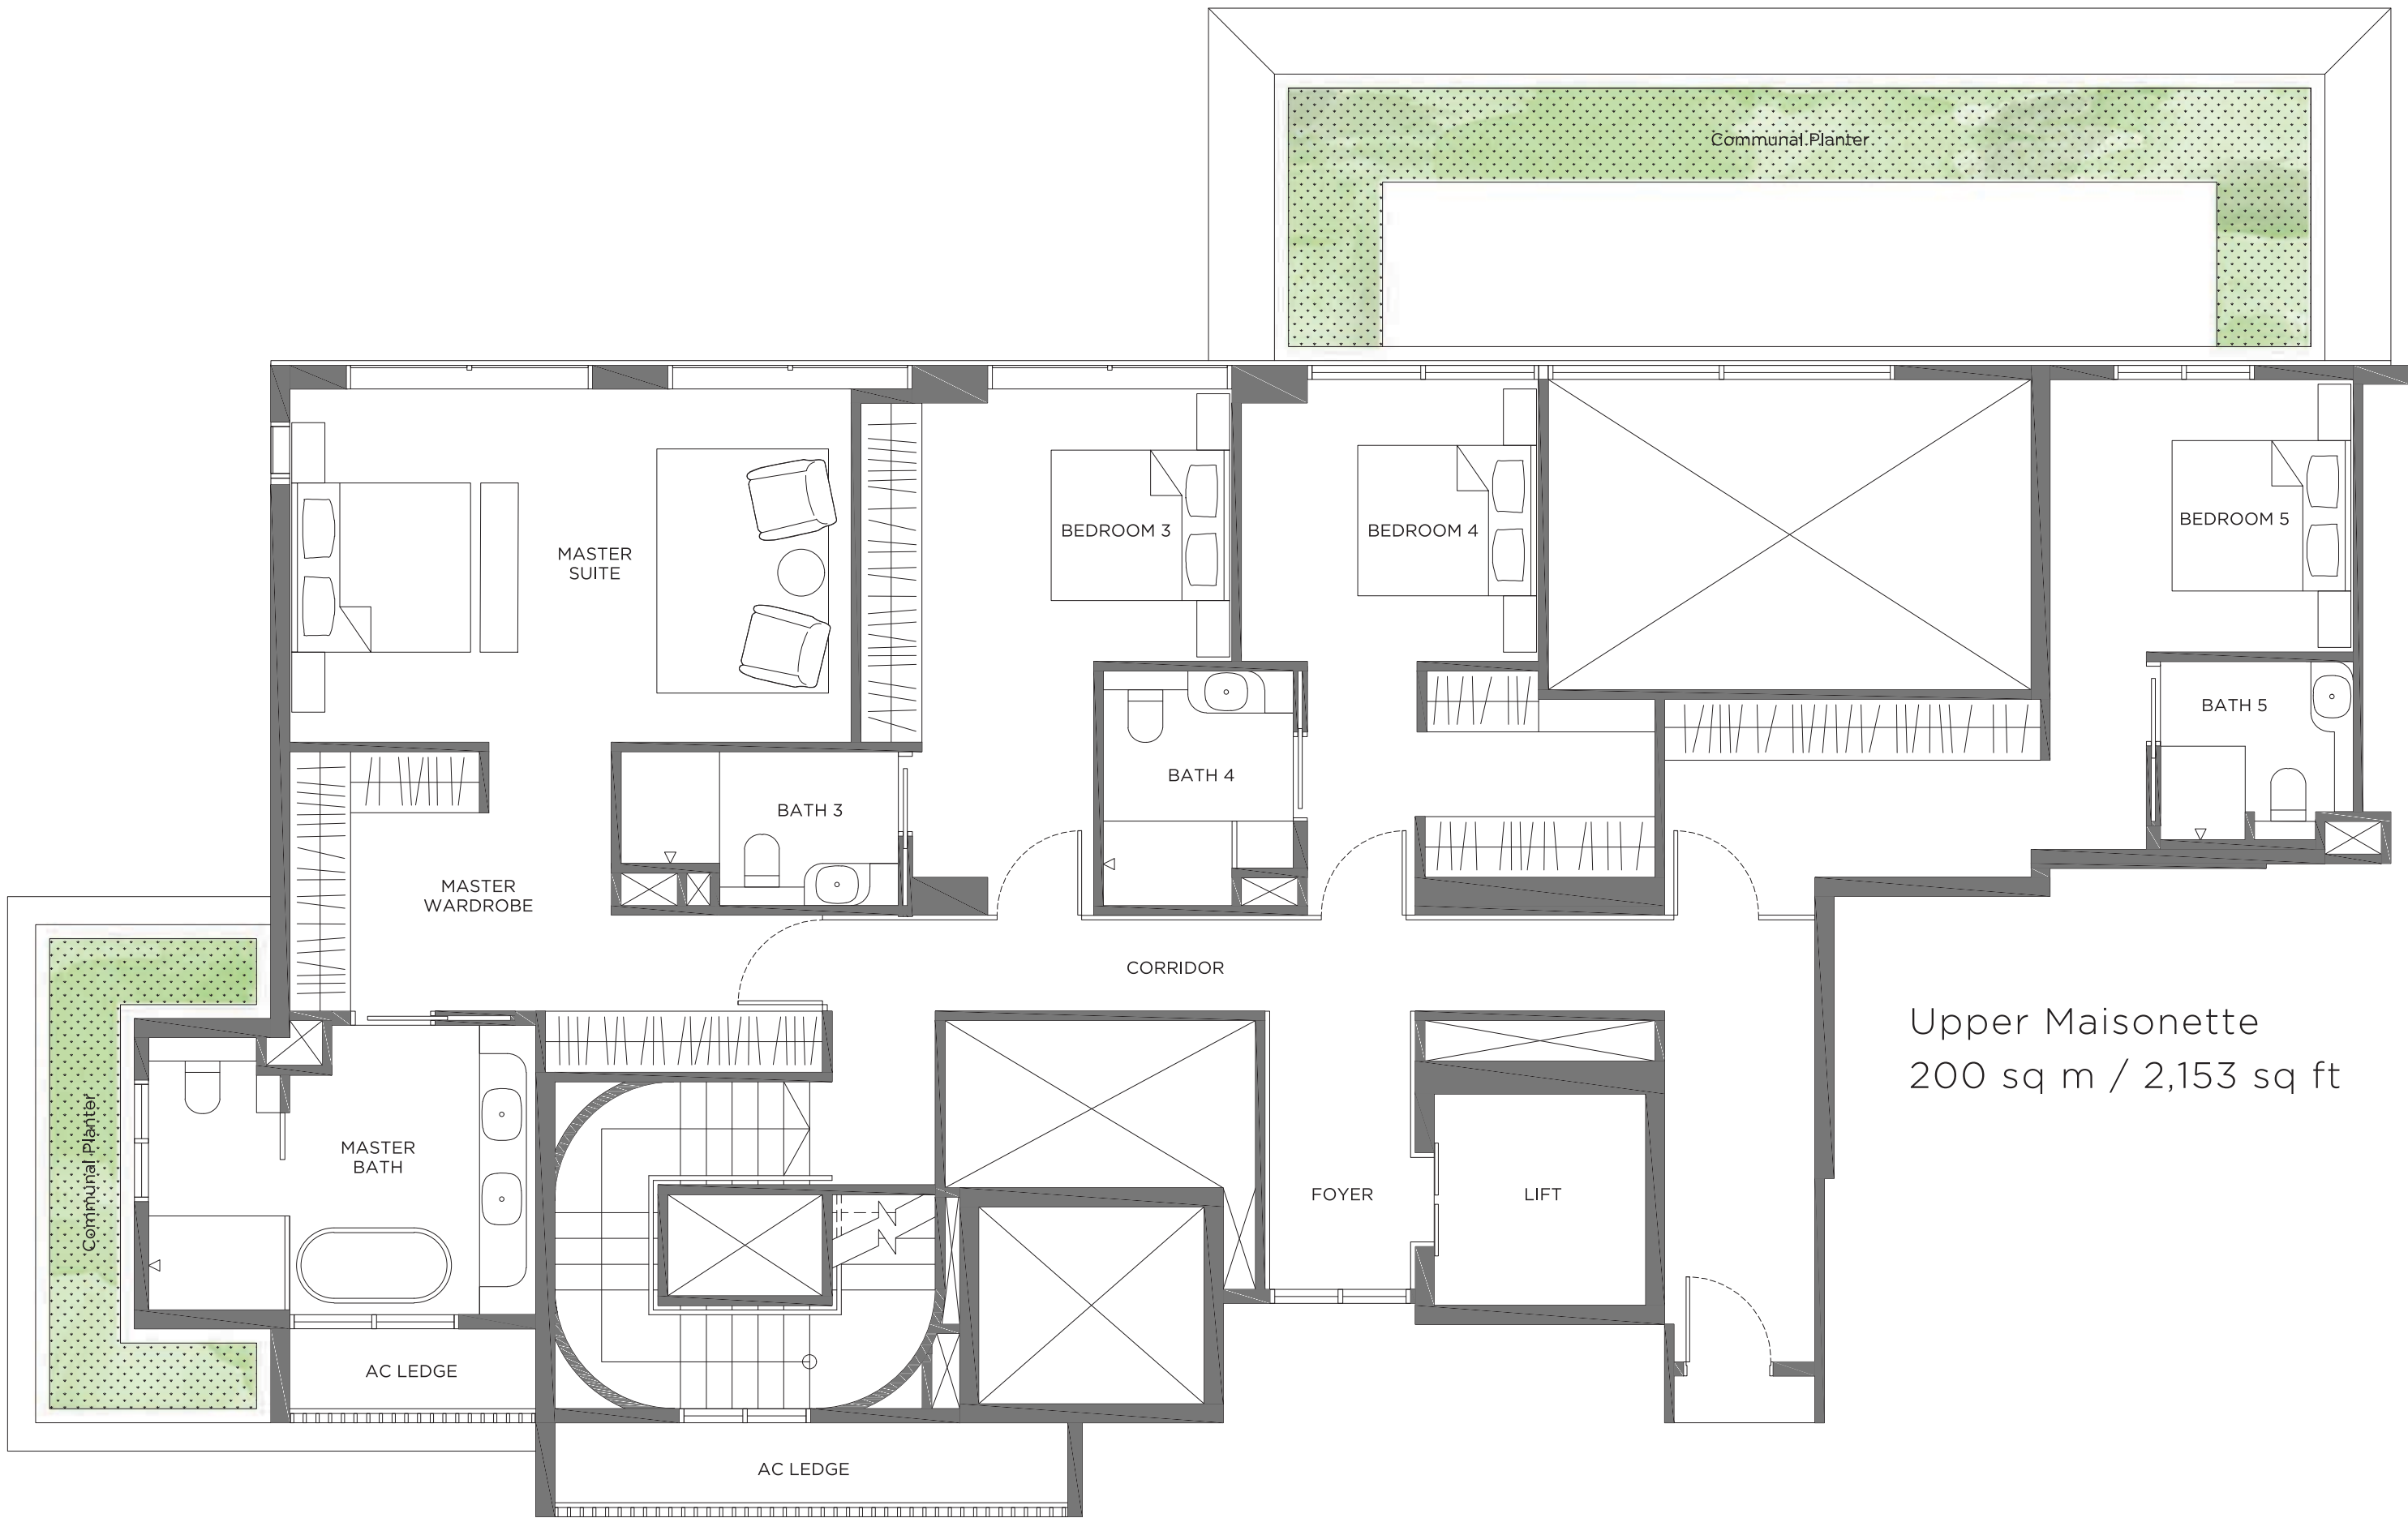 Communal Planter
BEDROOM 5
BEDROOM 3
BEDROOM 4
MASTER
SUITE
BATH 5
BATH 4
BATH 3
MASTER
WARDROBE
CORRIDOR
Upper Maisonette
200 sq m / 2,153 sq ft
Communal Planter
MASTER
BATH
FOYER
LIFT
AC LEDGE
AC LEDGE